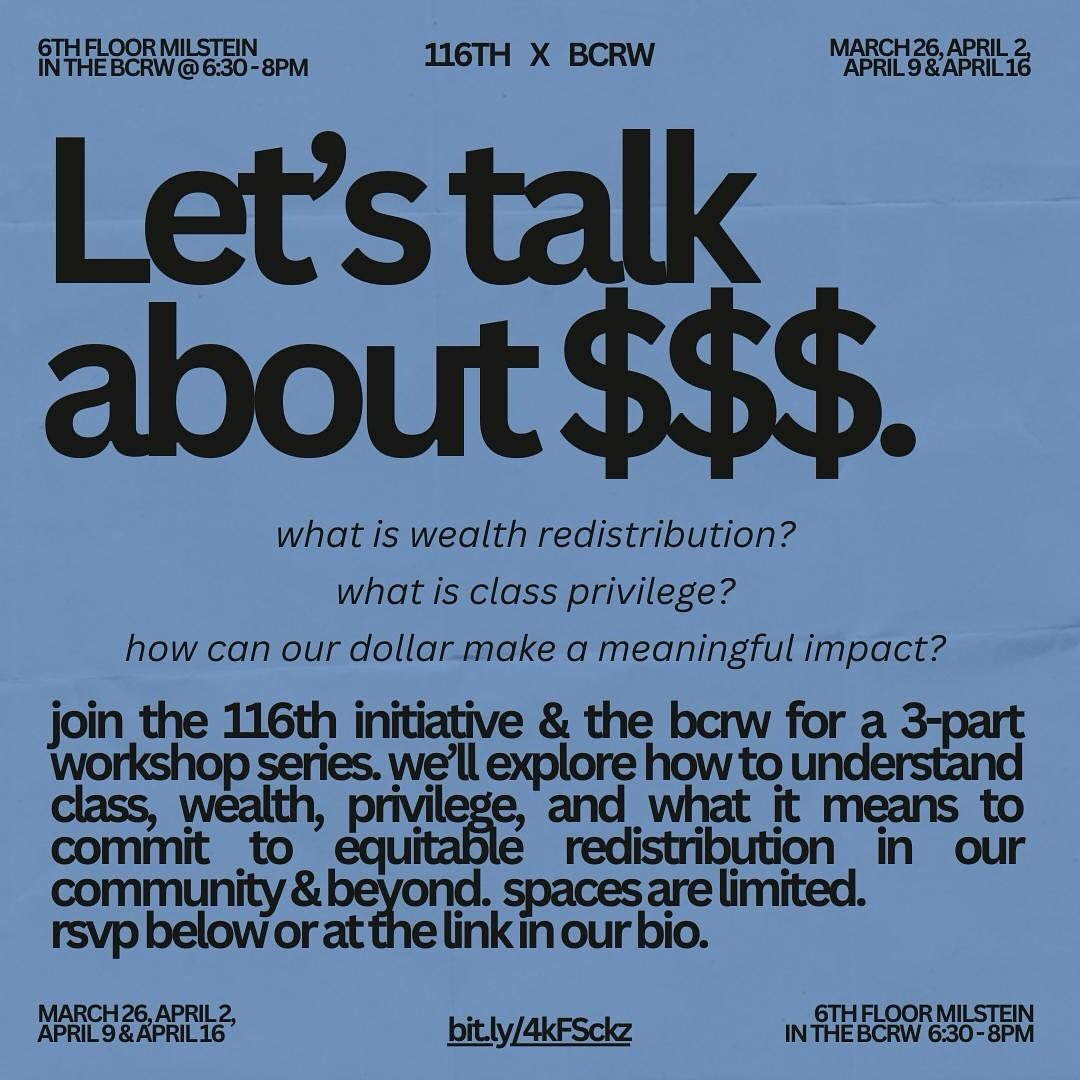 6TH FLOOR MILSTEIN
IN THE BCRW @ 6:30 - 8PM
116TH X BCRW
MARCH 26, APRIL 2,
APRIL 9 & APRIL 16
Let's talk
about $$$.
what is wealth redistribution?
what is class privilege?
how can our dollar make a meaningful impact?
join the 116th initiative & the bcrw for a 3-part
workshop series. we'll explore how to understand
class, wealth, privilege, and what it means to
commit to equitable redistribution in our
community & beyond. spaces are limited.
rsvp below or at the link in our bio.
MARCH 26, APRIL 2,
APRIL 9 & APRIL 16
bit.ly/4kFSckz
6TH FLOOR MILSTEIN
IN THE BCRW 6:30 - 8PM